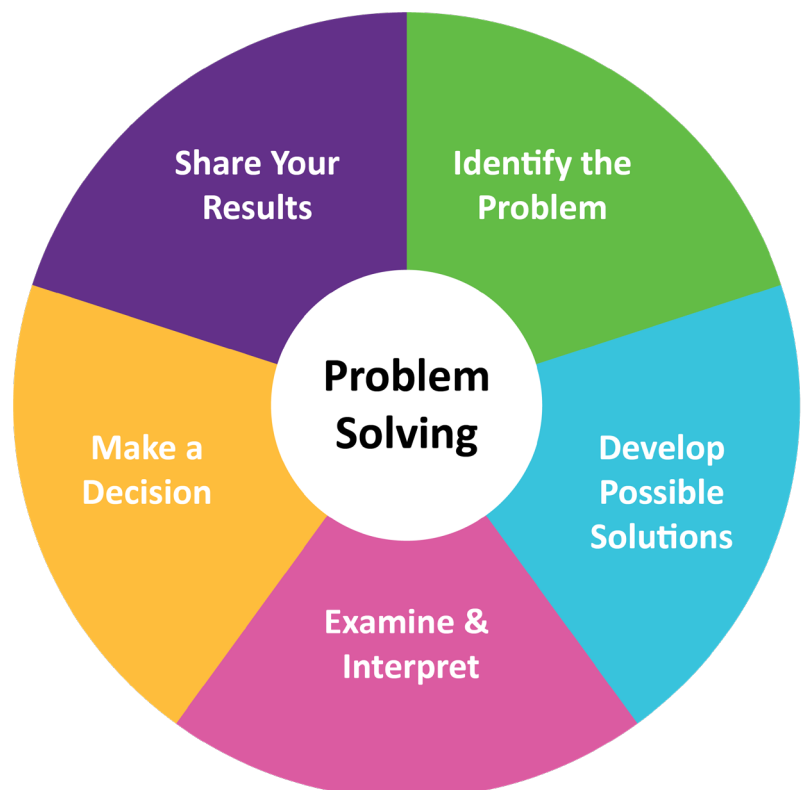 Share Your
Results
Identify the
Problem
Problem
Solving
Make a
Decision
Develop
Possible
Solutions
Examine &
Interpret